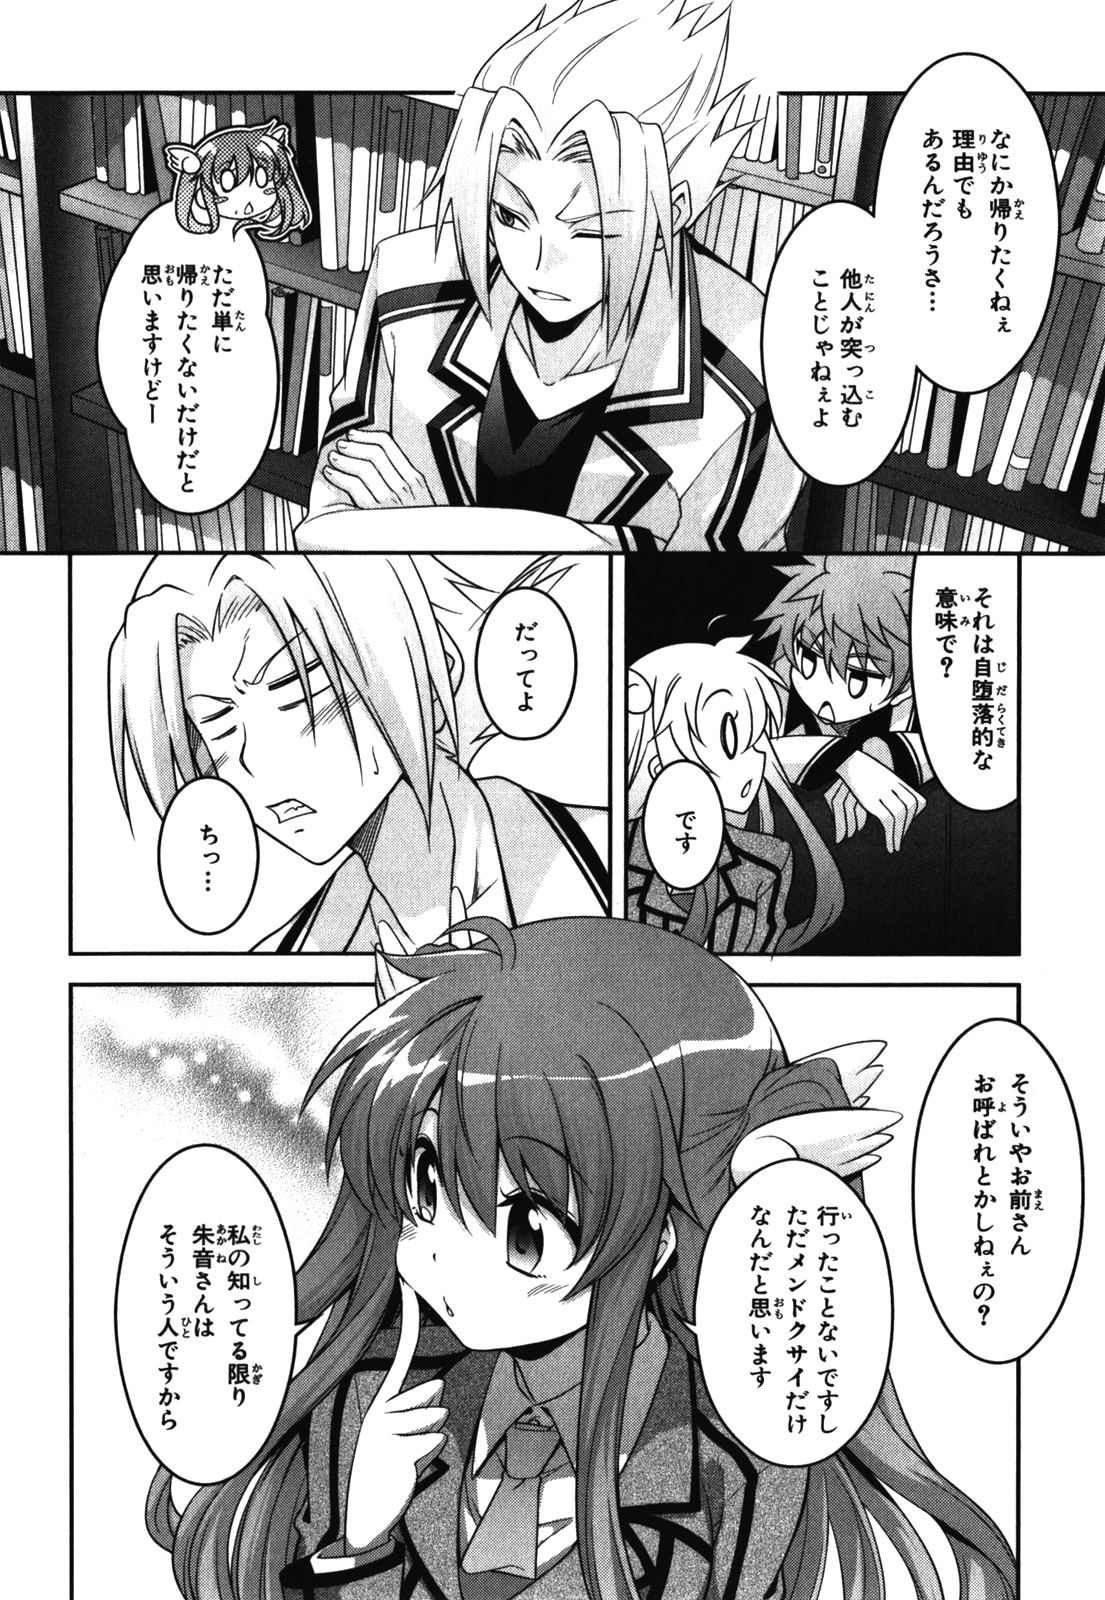 なにか帰りたくねぇ
理由でも
あるんだろうさ…
他人が突っ込む
ことじゃねぇよ
ただ単に
帰りたくないだけだと
思いますけどー
それは自堕落的な
意味で？
です
だってよ
ちっ…
そういやお前さん
お呼ばれとかしねぇの？
行ったことないですし
ただメンドクサイだけ
なんだと思います
私の知ってる限り
朱音さんは
そういう人ですから